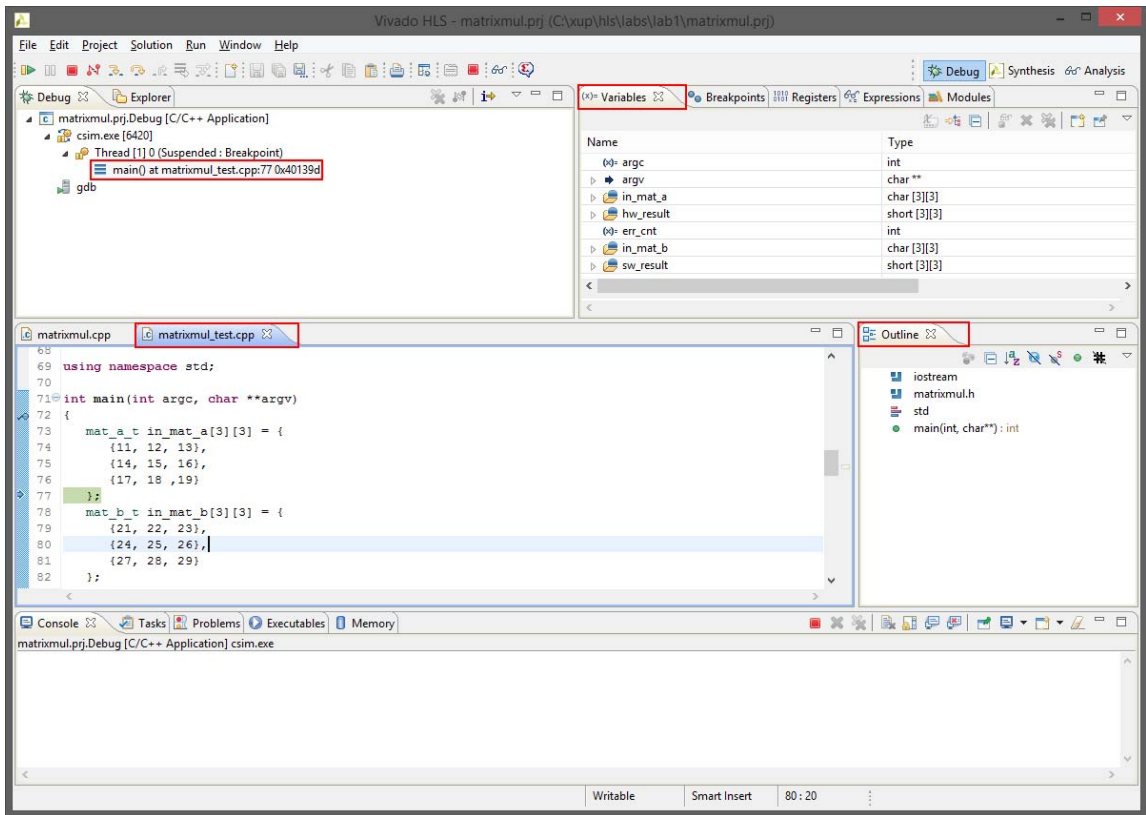 Vivado HLS - matrixmul.prj (C:\xup\hls\labs\lab1\matrixmul.prj)
File Edit Project Solution Run Window Help
Debug Synthesis Analysis
Debug Explorer
matrixmul.prj.Debug [C/C++ Application]
csim.exe [6420]
Thread [1] 0 (Suspended : Breakpoint)
main() at matrixmul_test.cpp:77 0x40139d
gdb
(x)= Variables Breakpoints Registers Expressions Modules
Name Type
(x)= argc int
argv char **
in_mat_a char [3][3]
hw_result short [3][3]
(x)= err_cnt int
in_mat_b char [3][3]
sw_result short [3][3]
matrixmul.cpp matrixmul_test.cpp
68
69 using namespace std;
70
71 int main(int argc, char **argv)
72 {
73 mat_a_t in_mat_a[3][3] = {
74 {11, 12, 13},
75 {14, 15, 16},
76 {17, 18 ,19}
77 };
78 mat_b_t in_mat_b[3][3] = {
79 {21, 22, 23},
80 {24, 25, 26},
81 {27, 28, 29}
82 };
Outline
iostream
matrixmul.h
std
main(int, char**) : int
Console Tasks Problems Executables Memory
matrixmul.prj.Debug [C/C++ Application] csim.exe
Writable Smart Insert 80 : 20